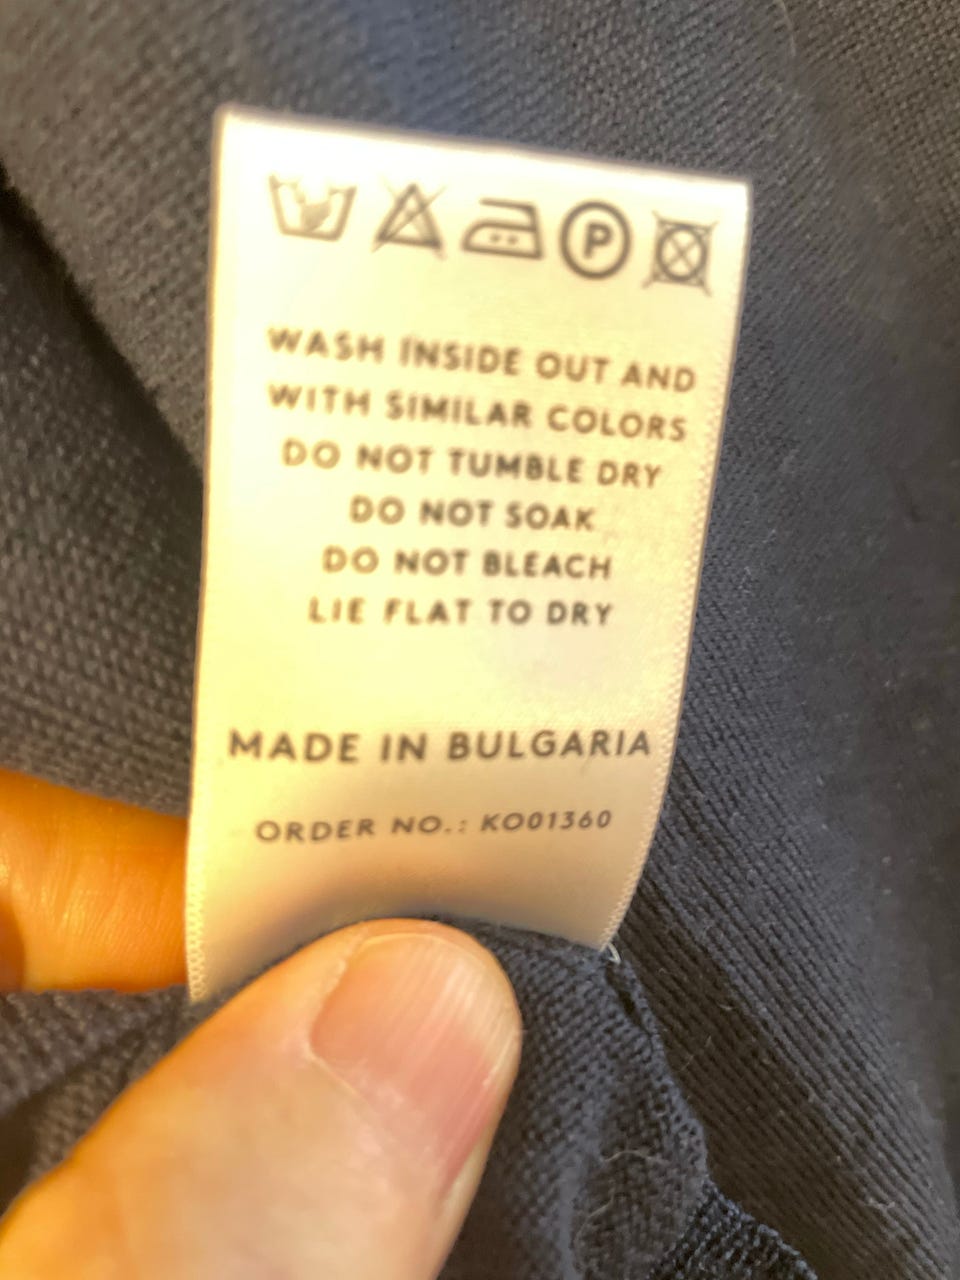 P
WASH INSIDE OUT AND
WITH SIMILAR COLORS
DO NOT TUMBLE DRY
DO NOT SOAK
DO NOT BLEACH
LIE FLAT TO DRY
MADE IN BULGARIA
ORDER NO.: KO01360